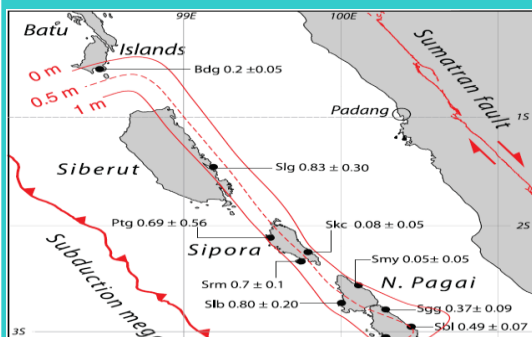 99E
100E
Batu
Islands
0 m
0.5 m
1 m
Bdg 0.2 ±0.05
Sumatran fault
Padang
1S
Siberut
Slg 0.83 ± 0.30
Ptg 0.69 ± 0.56
Skc 0.08 ± 0.05
2S
Sipora
Smy 0.05± 0.05
Srm 0.7 ± 0.1
N. Pagai
Slb 0.80 ± 0.20
Sgg 0.37± 0.09
Sbl 0.49 ± 0.07
Subduction meg
3S